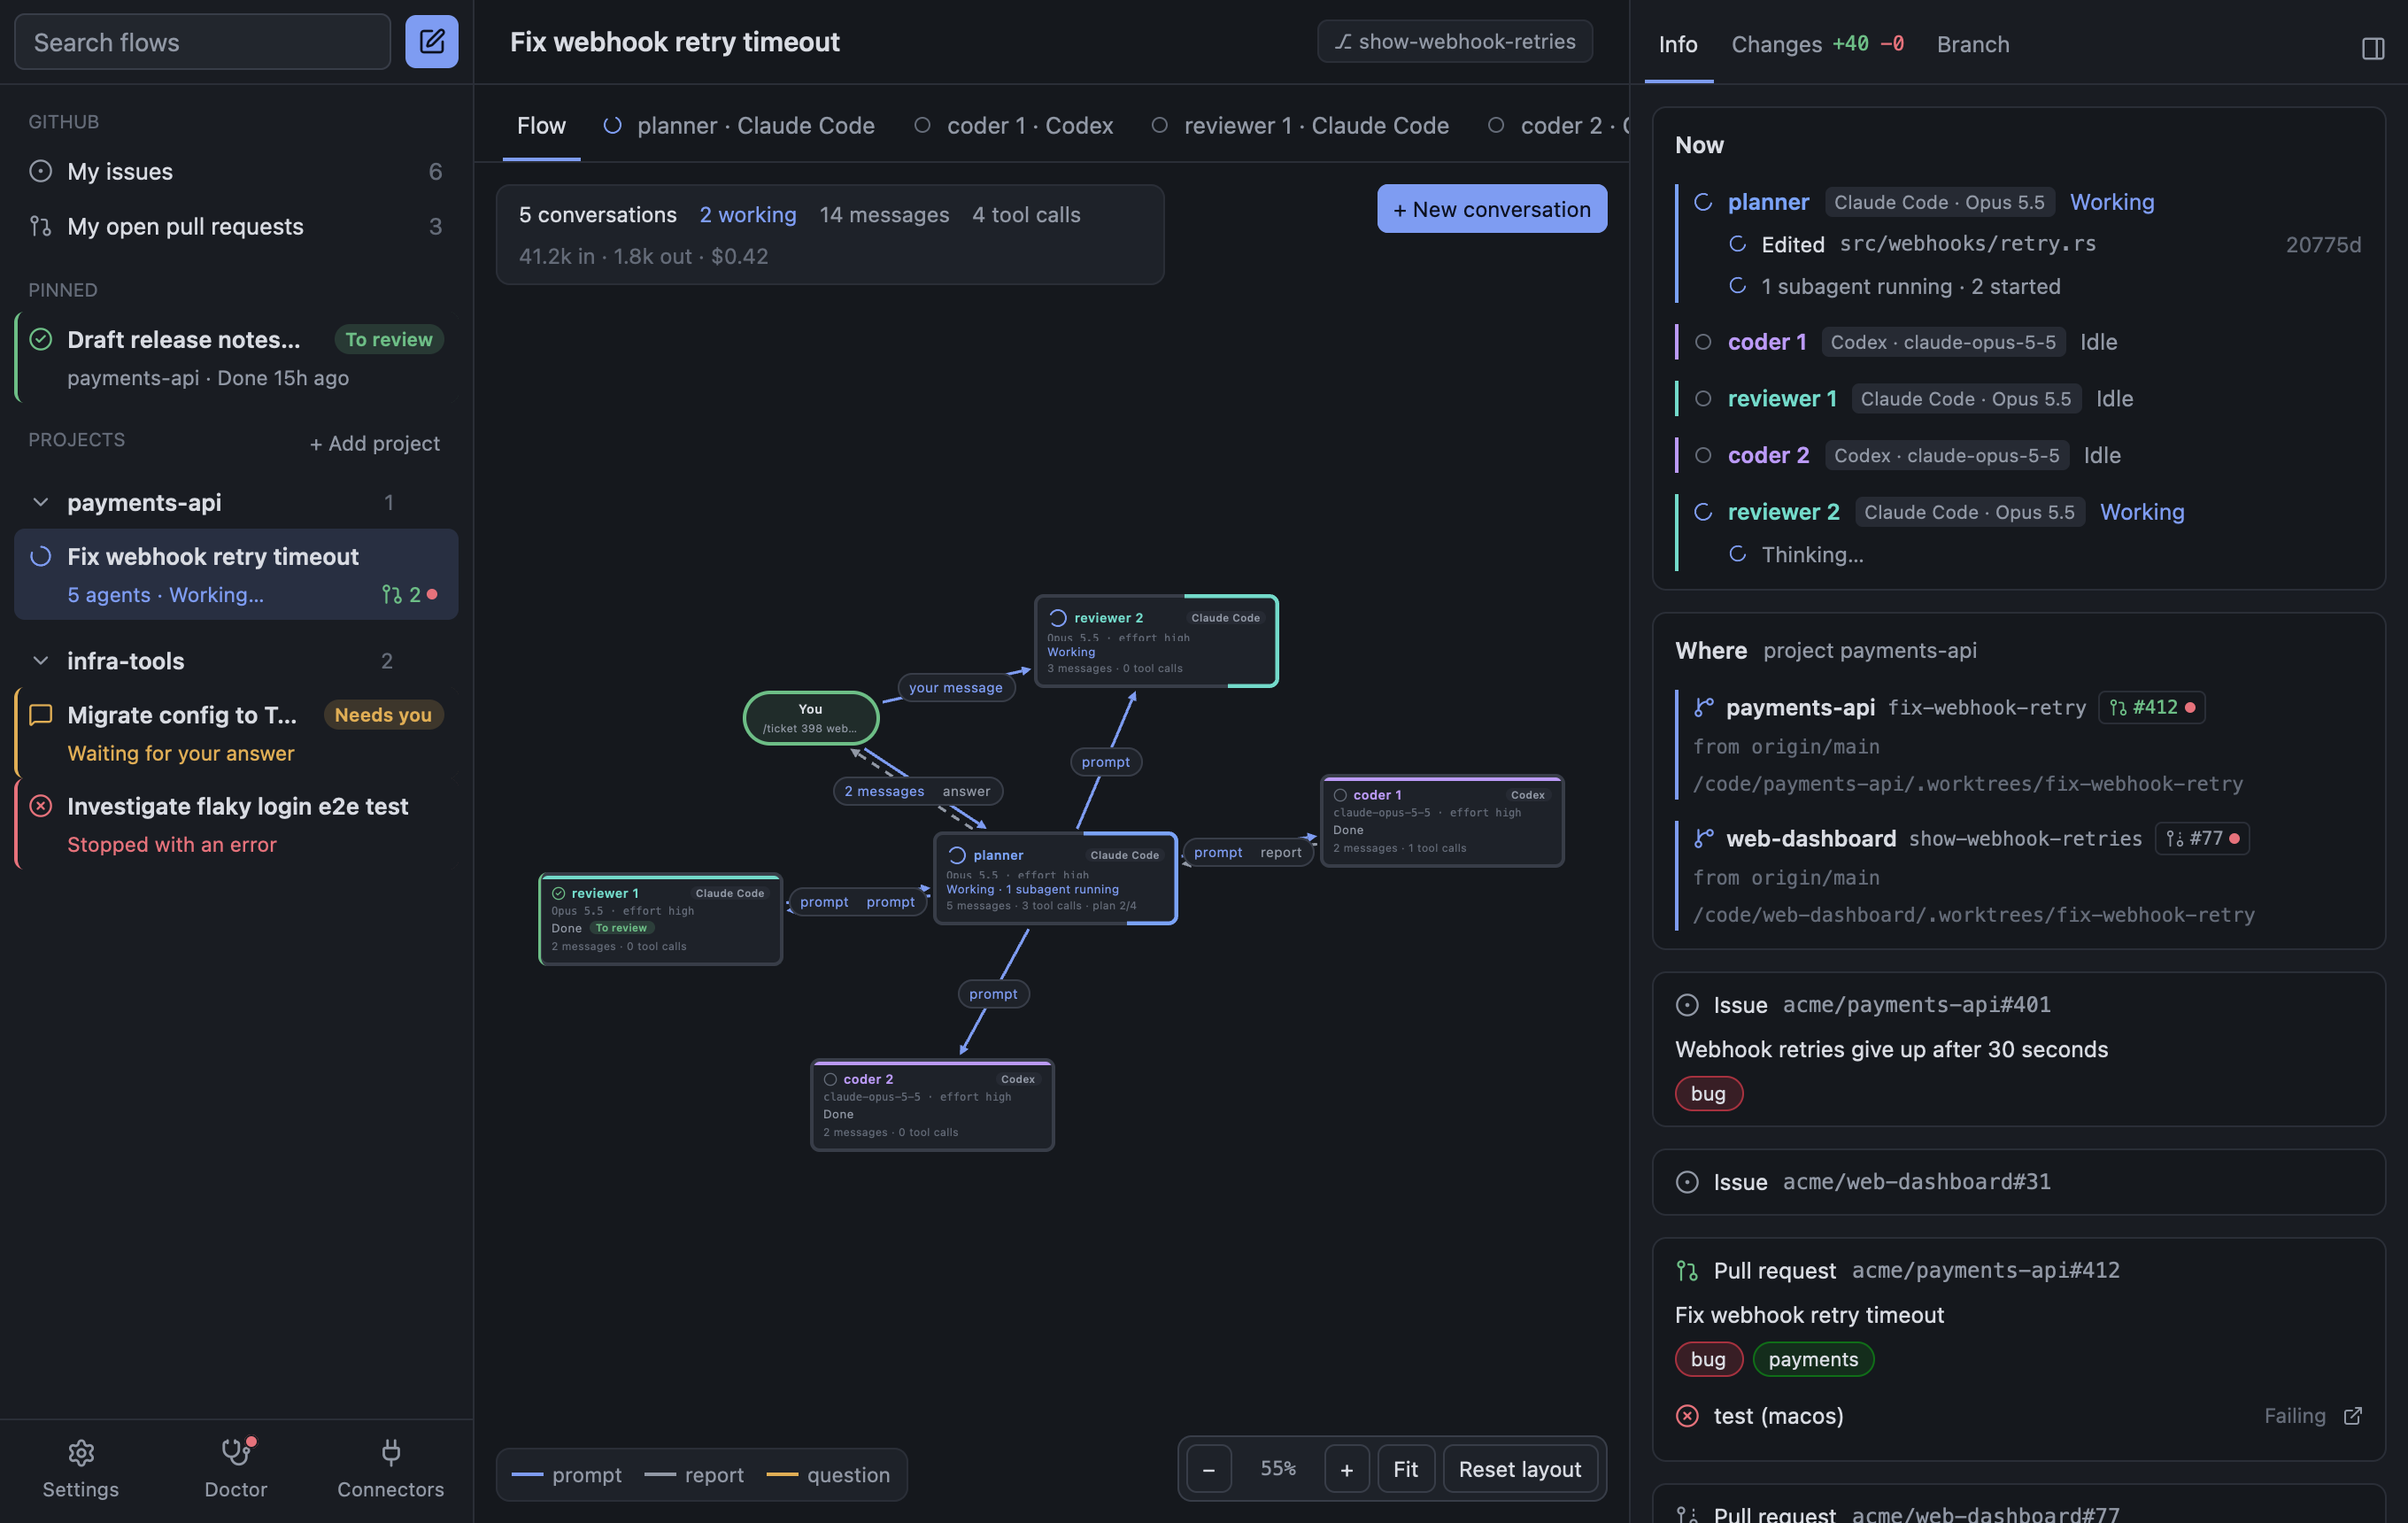 Search flows
GITHUB
My issues 6
My open pull requests 3
PINNED
Draft release notes... To review
payments-api · Done 15h ago
PROJECTS + Add project
payments-api 1
Fix webhook retry timeout
5 agents · Working... 2
infra-tools 2
Migrate config to T... Needs you
Waiting for your answer
Investigate flaky login e2e test
Stopped with an error
Settings
Doctor
Connectors
Fix webhook retry timeout
show-webhook-retries
Flow
planner · Claude Code
coder 1 · Codex
reviewer 1 · Claude Code
coder 2 ·
5 conversations 2 working 14 messages 4 tool calls
41.2k in · 1.8k out · $0.42
+ New conversation
reviewer 2 Claude Code
Opus 5.5 · effort high
Working
3 messages · 0 tool calls
your message
You
/ticket 398 web...
prompt
2 messages answer
coder 1 Codex
claude-opus-5-5 · effort high
Done
2 messages · 1 tool calls
planner Claude Code
Opus 5.5 · effort high
Working · 1 subagent running
5 messages · 3 tool calls · plan 2/4
prompt report
reviewer 1 Claude Code
Opus 5.5 · effort high
Done To review
2 messages · 0 tool calls
prompt prompt
prompt
coder 2 Codex
claude-opus-5-5 · effort high
Done
2 messages · 0 tool calls
prompt report question
− 55% + Fit Reset layout
Info Changes +40 −0 Branch
Now
planner Claude Code · Opus 5.5 Working
Edited src/webhooks/retry.rs 20775d
1 subagent running · 2 started
coder 1 Codex · claude-opus-5-5 Idle
reviewer 1 Claude Code · Opus 5.5 Idle
coder 2 Codex · claude-opus-5-5 Idle
reviewer 2 Claude Code · Opus 5.5 Working
Thinking...
Where project payments-api
payments-api fix-webhook-retry #412
from origin/main
/code/payments-api/.worktrees/fix-webhook-retry
web-dashboard show-webhook-retries #77
from origin/main
/code/web-dashboard/.worktrees/fix-webhook-retry
Issue acme/payments-api#401
Webhook retries give up after 30 seconds
bug
Issue acme/web-dashboard#31
Pull request acme/payments-api#412
Fix webhook retry timeout
bug payments
test (macos) Failing
Pull request acme/web-dashboard#77